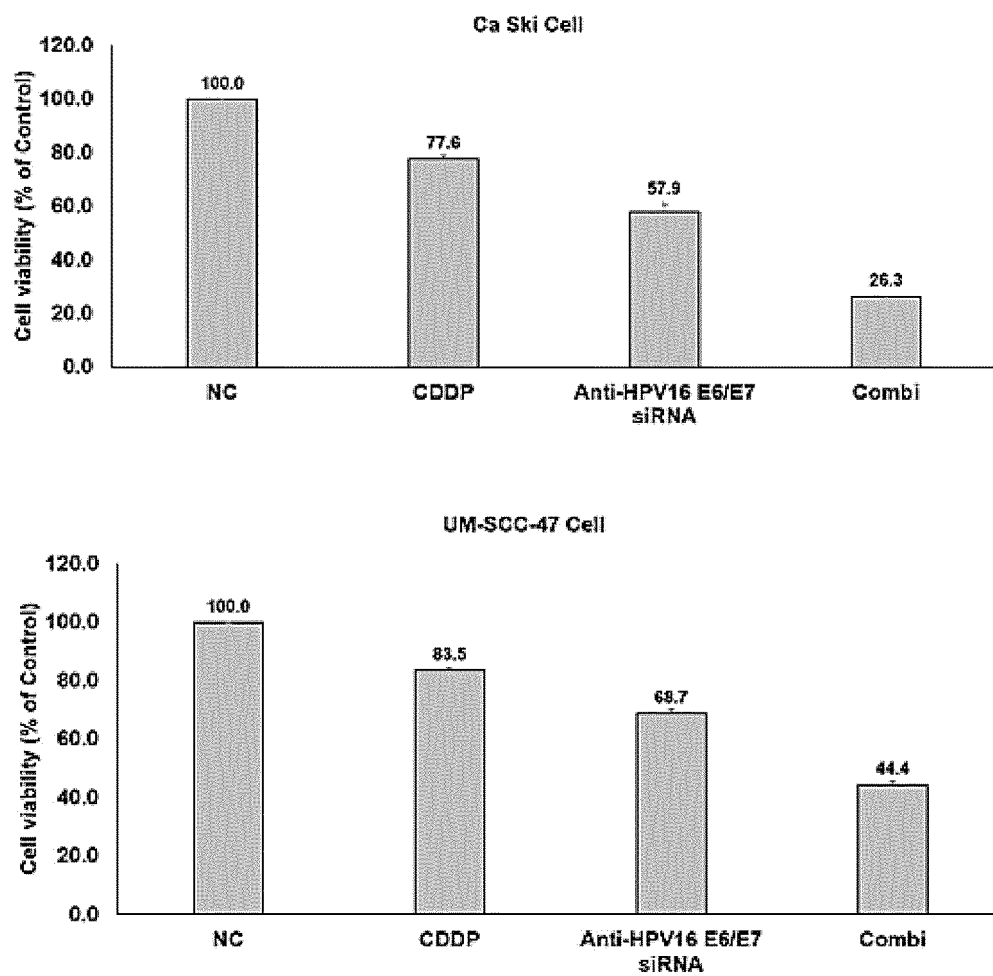 Ca Ski Cell
Cell viability (% of Control)
120.0
100.0
80.0
60.0
40.0
20.0
0.0
100.0
77.6
57.9
26.3
NC
CDDP
Anti-HPV16 E6/E7
siRNA
Combi
UM-SCC-47 Cell
Cell viability (% of Control)
120.0
100.0
80.0
60.0
40.0
20.0
0.0
100.0
83.5
68.7
44.4
NC
CDDP
Anti-HPV16 E6/E7
siRNA
Combi